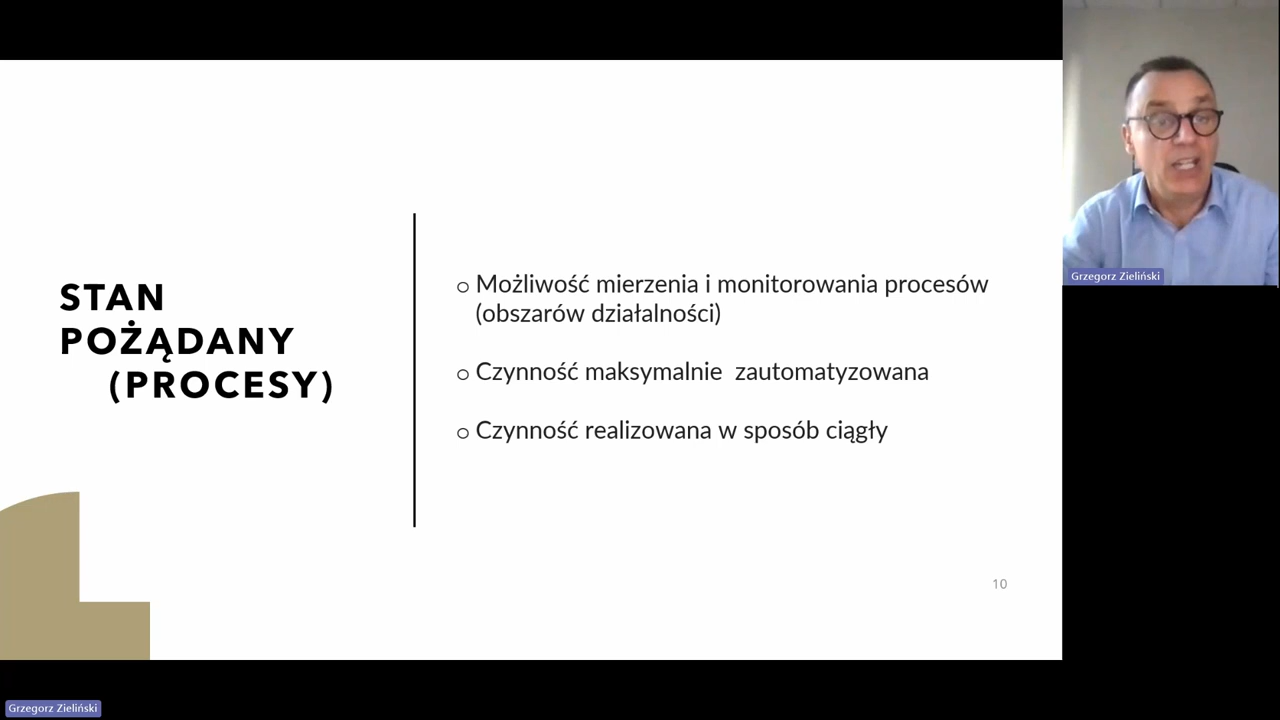 STAN
POŻĄDANY
(PROCESY)
o Możliwość mierzenia i monitorowania procesów
(obszarów działalności)
o Czynność maksymalnie  zautomatyzowana
o Czynność realizowana w sposób ciągły
10
Grzegorz Zieliński
Grzegorz Zieliński